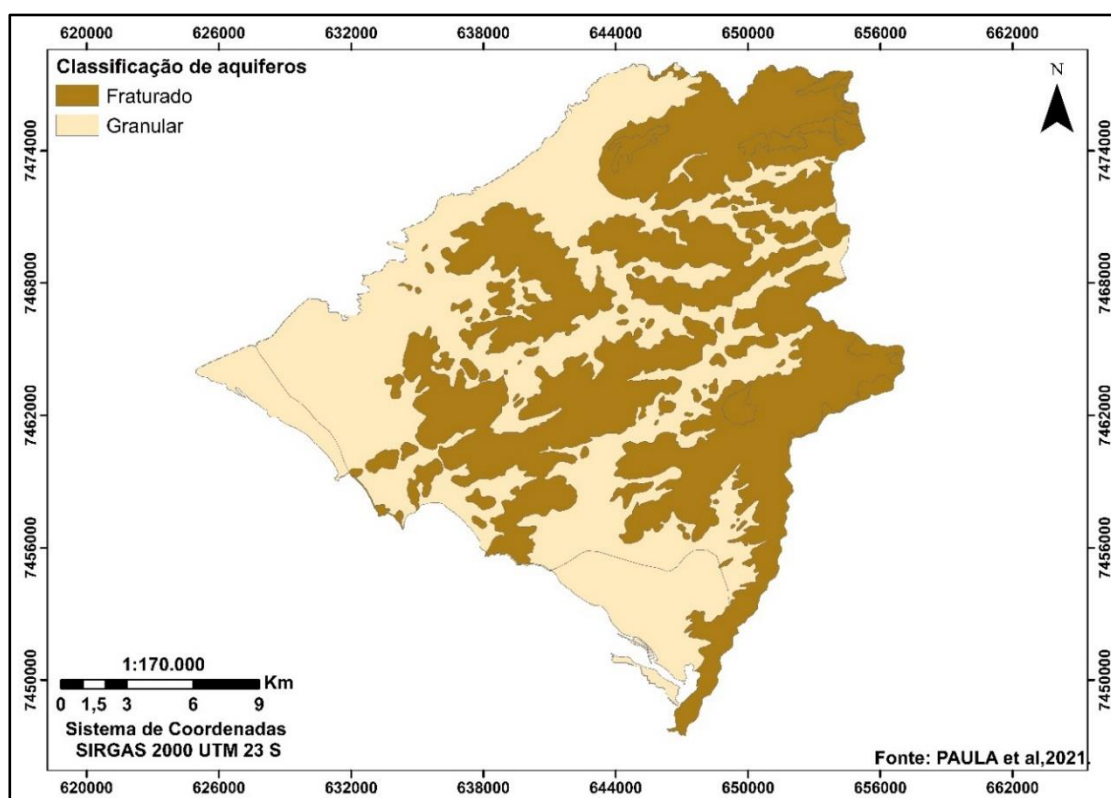 620000 626000 632000 638000 644000 650000 656000 662000
Classificação de aquiferos
Fraturado
Granular
N
7474000 7474000
7468000 7468000
7462000 7462000
7456000 7456000
7450000 7450000
1:170.000
Km
0 1,5 3 6 9
Sistema de Coordenadas
SIRGAS 2000 UTM 23 S
Fonte: PAULA et al,2021.
620000 626000 632000 638000 644000 650000 656000 662000